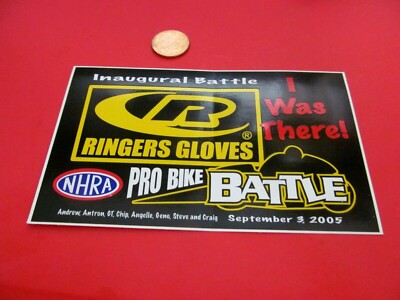 Inaugural Battle
I
Was
There!
R
RINGERS GLOVES®
NHRA
PRO BIKE
BATTLE
Andrew, Antron, GT, Chip, Angelle, Geno, Steve and Craig
September 3, 2005